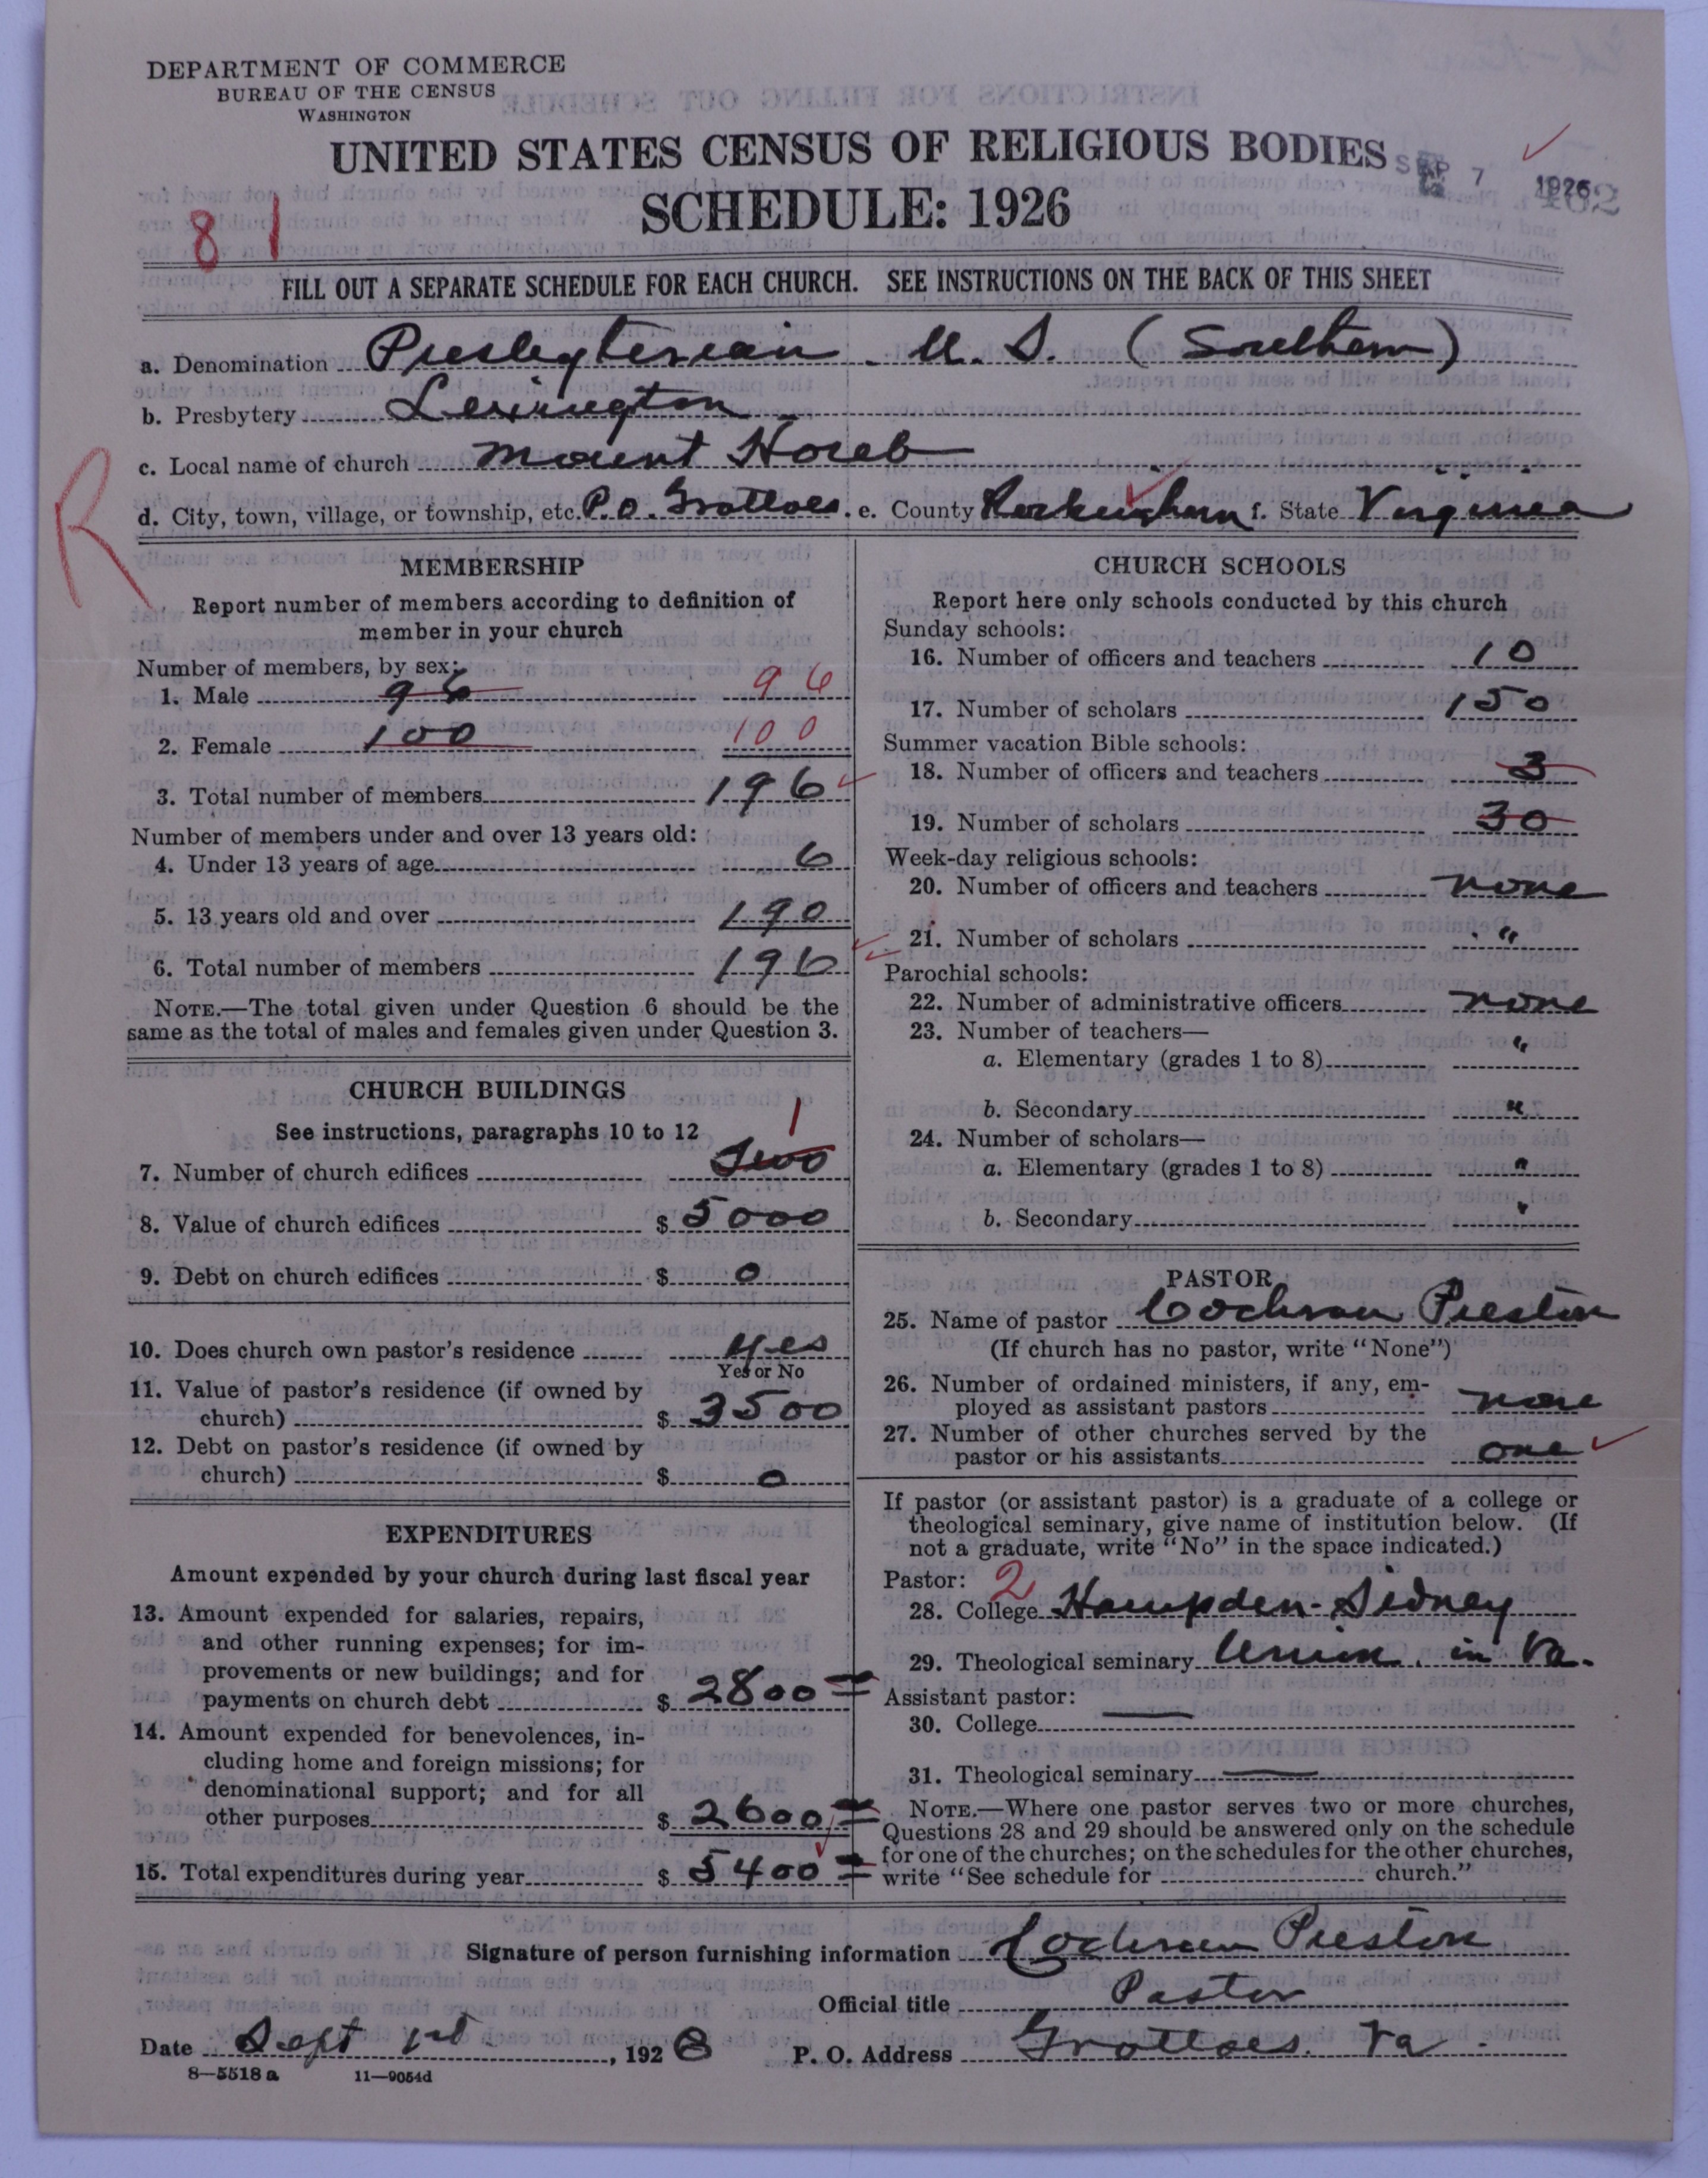 DEPARTMENT OF COMMERCE
BUREAU OF THE CENSUS
WASHINGTON
UNITED STATES CENSUS OF RELIGIOUS BODIES
SCHEDULE: 1926
SEP 7 1926
462
81
FILL OUT A SEPARATE SCHEDULE FOR EACH CHURCH. SEE INSTRUCTIONS ON THE BACK OF THIS SHEET
a. Denomination Presbyterian U. S. (Southern)
b. Presbytery Lexington
c. Local name of church Mount Horeb
R
d. City, town, village, or township, etc. P.O. Grottoes. e. County Rockingham f. State Virginia
MEMBERSHIP
Report number of members according to definition of
member in your church
Number of members, by sex:
1. Male 96 96
2. Female 100 100
3. Total number of members 196
Number of members under and over 13 years old:
4. Under 13 years of age 6
5. 13 years old and over 190
6. Total number of members 196
NOTE.—The total given under Question 6 should be the
same as the total of males and females given under Question 3.
CHURCH BUILDINGS
See instructions, paragraphs 10 to 12
1
7. Number of church edifices Two
8. Value of church edifices $ 5000
9. Debt on church edifices $ 0
10. Does church own pastor's residence Yes
Yes or No
11. Value of pastor's residence (if owned by
church) $ 3500
12. Debt on pastor's residence (if owned by
church) $ 0
EXPENDITURES
Amount expended by your church during last fiscal year
13. Amount expended for salaries, repairs,
and other running expenses; for im-
provements or new buildings; and for
payments on church debt $ 2800
14. Amount expended for benevolences, in-
cluding home and foreign missions; for
denominational support; and for all
other purposes $ 2600
15. Total expenditures during year $ 5400
CHURCH SCHOOLS
Report here only schools conducted by this church
Sunday schools:
16. Number of officers and teachers 10
17. Number of scholars 150
Summer vacation Bible schools:
18. Number of officers and teachers 3
19. Number of scholars 30
Week-day religious schools:
20. Number of officers and teachers none
21. Number of scholars "
Parochial schools:
22. Number of administrative officers none
23. Number of teachers—
a. Elementary (grades 1 to 8) "
b. Secondary "
24. Number of scholars—
a. Elementary (grades 1 to 8) "
b. Secondary "
PASTOR
25. Name of pastor Cochran Preston
(If church has no pastor, write "None")
26. Number of ordained ministers, if any, em-
ployed as assistant pastors none
27. Number of other churches served by the
pastor or his assistants one
If pastor (or assistant pastor) is a graduate of a college or
theological seminary, give name of institution below. (If
not a graduate, write "No" in the space indicated.)
Pastor: 2
28. College Hampden-Sidney
29. Theological seminary Union in Va.
Assistant pastor:
30. College —
31. Theological seminary —
NOTE.—Where one pastor serves two or more churches,
Questions 28 and 29 should be answered only on the schedule
for one of the churches; on the schedules for the other churches,
write "See schedule for church."
Signature of person furnishing information Cochran Preston
Official title Pastor
Date Sept 1st, 1926
P. O. Address Grottoes. Va.
8—5518 a 11—9054d